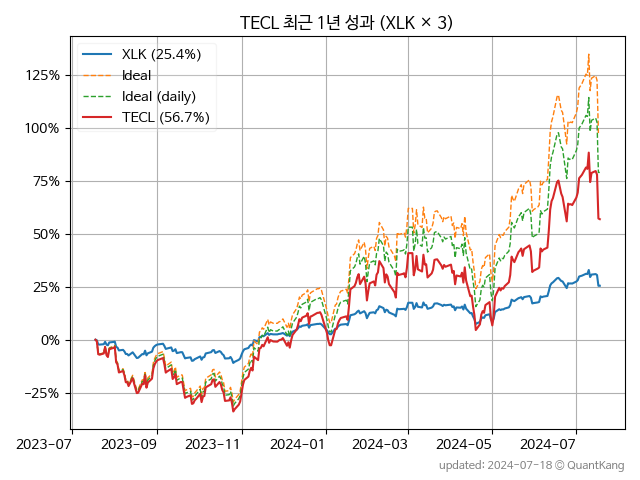 TECL 최근 1년 성과 (XLK × 3)
XLK (25.4%)
Ideal
Ideal (daily)
TECL (56.7%)
125%
100%
75%
50%
25%
0%
−25%
2023-07 2023-09 2023-11 2024-01 2024-03 2024-05 2024-07
updated: 2024-07-18 © QuantKang